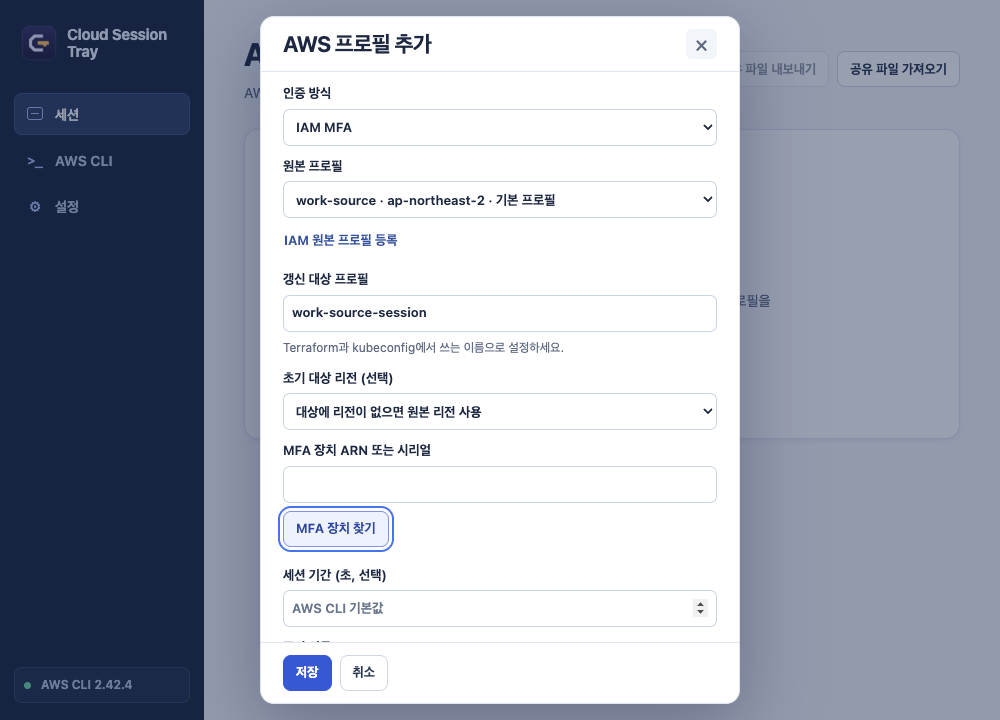 Cloud Session
Tray
세션
>_ AWS CLI
설정
AWS CLI 2.42.4
파일 내보내기
공유 파일 가져오기
로필을
AWS 프로필 추가
인증 방식
IAM MFA
원본 프로필
work-source · ap-northeast-2 · 기본 프로필
IAM 원본 프로필 등록
갱신 대상 프로필
work-source-session
Terraform과 kubeconfig에서 쓰는 이름으로 설정하세요.
초기 대상 리전 (선택)
대상에 리전이 없으면 원본 리전 사용
MFA 장치 ARN 또는 시리얼
MFA 장치 찾기
세션 기간 (초, 선택)
AWS CLI 기본값
저장
취소